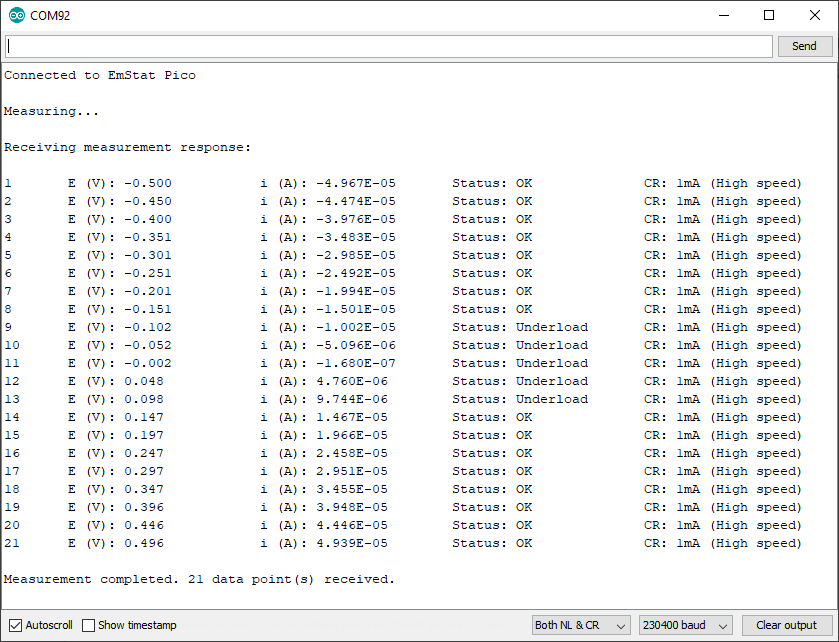 COM92
Send
Connected to EmStat Pico
Measuring...
Receiving measurement response:
1 E (V): -0.500 i (A): -4.967E-05 Status: OK CR: 1mA (High speed)
2 E (V): -0.450 i (A): -4.474E-05 Status: OK CR: 1mA (High speed)
3 E (V): -0.400 i (A): -3.976E-05 Status: OK CR: 1mA (High speed)
4 E (V): -0.351 i (A): -3.483E-05 Status: OK CR: 1mA (High speed)
5 E (V): -0.301 i (A): -2.985E-05 Status: OK CR: 1mA (High speed)
6 E (V): -0.251 i (A): -2.492E-05 Status: OK CR: 1mA (High speed)
7 E (V): -0.201 i (A): -1.994E-05 Status: OK CR: 1mA (High speed)
8 E (V): -0.151 i (A): -1.501E-05 Status: OK CR: 1mA (High speed)
9 E (V): -0.102 i (A): -1.002E-05 Status: Underload CR: 1mA (High speed)
10 E (V): -0.052 i (A): -5.096E-06 Status: Underload CR: 1mA (High speed)
11 E (V): -0.002 i (A): -1.680E-07 Status: Underload CR: 1mA (High speed)
12 E (V): 0.048 i (A): 4.760E-06 Status: Underload CR: 1mA (High speed)
13 E (V): 0.098 i (A): 9.744E-06 Status: Underload CR: 1mA (High speed)
14 E (V): 0.147 i (A): 1.467E-05 Status: OK CR: 1mA (High speed)
15 E (V): 0.197 i (A): 1.966E-05 Status: OK CR: 1mA (High speed)
16 E (V): 0.247 i (A): 2.458E-05 Status: OK CR: 1mA (High speed)
17 E (V): 0.297 i (A): 2.951E-05 Status: OK CR: 1mA (High speed)
18 E (V): 0.347 i (A): 3.455E-05 Status: OK CR: 1mA (High speed)
19 E (V): 0.396 i (A): 3.948E-05 Status: OK CR: 1mA (High speed)
20 E (V): 0.446 i (A): 4.446E-05 Status: OK CR: 1mA (High speed)
21 E (V): 0.496 i (A): 4.939E-05 Status: OK CR: 1mA (High speed)
Measurement completed. 21 data point(s) received.
Autoscroll Show timestamp Both NL & CR 230400 baud Clear output